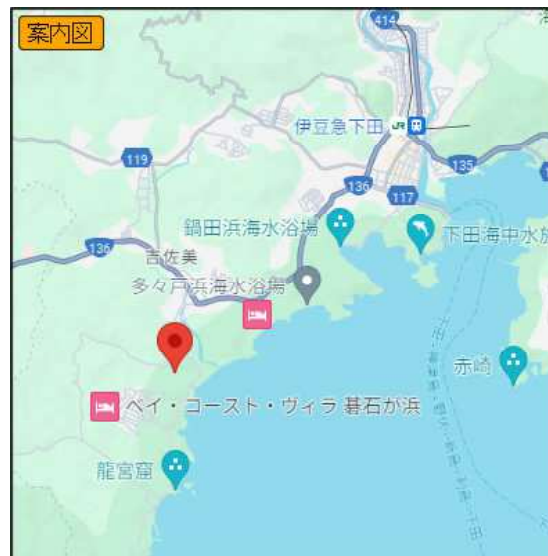 案内図
414
伊豆急下田
JR
119
135
136
117
鍋田浜海水浴場
下田海中水族
136
吉佐美
多々戸浜海水浴場
赤崎
ベイ・コースト・ヴィラ 碁石が浜
龍宮窟